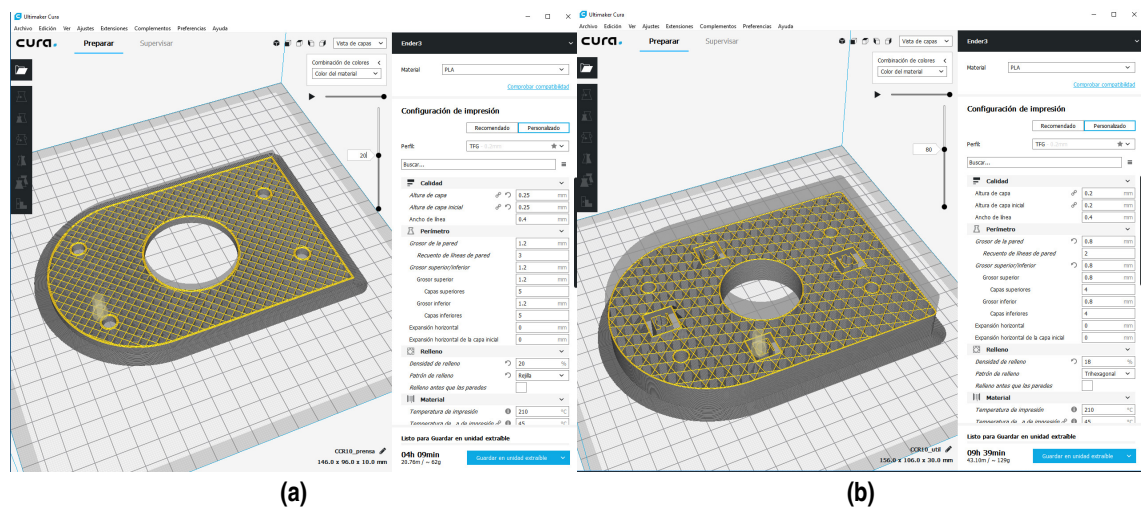 Ultimaker Cura
Archivo Edición Ver Ajustes Extensiones Complementos Preferencias Ayuda
cura. Preparar Supervisar Vista de capas Ender3
Combinación de colores
Color del material
Material PLA
Comprobar compatibilidad
Configuración de impresión
Recomendado Personalizado
Perfil: TFG 0.2mm
Buscar...
20
Calidad
Altura de capa 0.25 mm
Altura de capa inicial 0.25 mm
Ancho de línea 0.4 mm
Perímetro
Grosor de la pared 1.2 mm
Recuento de líneas de pared 3
Grosor superior/inferior 1.2 mm
Grosor superior 1.2 mm
Capas superiores 5
Grosor inferior 1.2 mm
Capas inferiores 5
Expansión horizontal 0 mm
Expansión horizontal de la capa inicial 0 mm
Relleno
Densidad de relleno 20 %
Patrón de relleno Rejilla
Relleno antes que las paredes
Material
Temperatura de impresión 210 °C
Temperatura de...a de impresión 45 °C
Listo para Guardar en unidad extraíble
CCR10_prensa
146.0 x 96.0 x 10.0 mm
04h 09min
20.76m / ~ 62g
Guardar en unidad extraíble
(a)
Ultimaker Cura
Archivo Edición Ver Ajustes Extensiones Complementos Preferencias Ayuda
cura. Preparar Supervisar Vista de capas Ender3
Combinación de colores
Color del material
Material PLA
Comprobar compatibilidad
Configuración de impresión
Recomendado Personalizado
Perfil: TFG 0.2mm
Buscar...
80
Calidad
Altura de capa 0.2 mm
Altura de capa inicial 0.2 mm
Ancho de línea 0.4 mm
Perímetro
Grosor de la pared 0.8 mm
Recuento de líneas de pared 2
Grosor superior/inferior 0.8 mm
Grosor superior 0.8 mm
Capas superiores 4
Grosor inferior 0.8 mm
Capas inferiores 4
Expansión horizontal 0 mm
Expansión horizontal de la capa inicial 0 mm
Relleno
Densidad de relleno 18 %
Patrón de relleno Trihexagonal
Relleno antes que las paredes
Material
Temperatura de impresión 210 °C
Temperatura de...a de impresión 45 °C
Listo para Guardar en unidad extraíble
CCR10_util
156.0 x 106.0 x 30.0 mm
09h 39min
43.10m / ~ 129g
Guardar en unidad extraíble
(b)